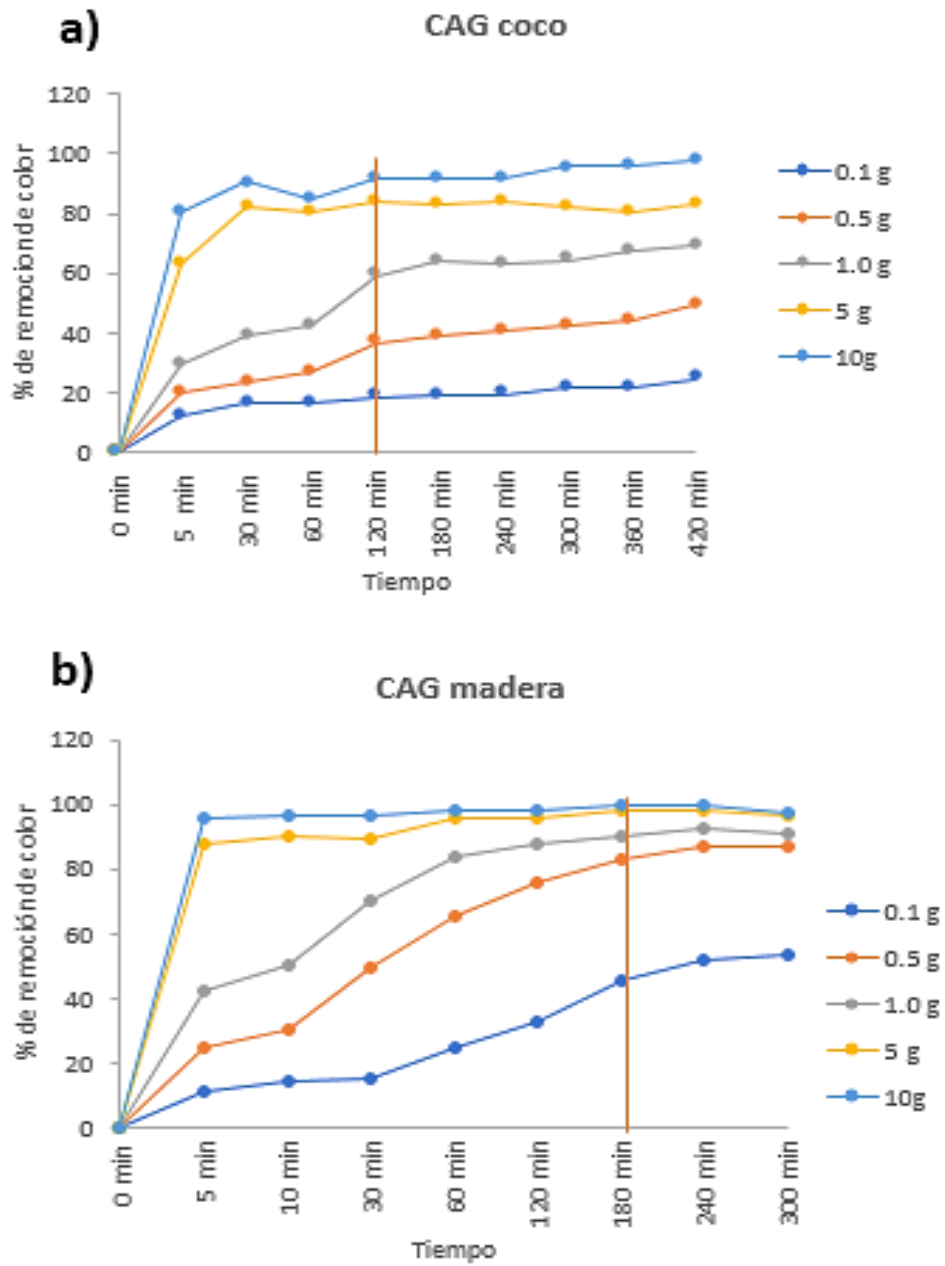 a)
CAG coco
120
100
80
60
40
20
0
% de remocion de color
0 min
5 min
30 min
60 min
120 min
180 min
240 min
300 min
360 min
420 min
Tiempo
0.1 g
0.5 g
1.0 g
5 g
10g
b)
CAG madera
120
100
80
60
40
20
0
% de remoción de color
0 min
5 min
10 min
30 min
60 min
120 min
180 min
240 min
300 min
Tiempo
0.1 g
0.5 g
1.0 g
5 g
10g